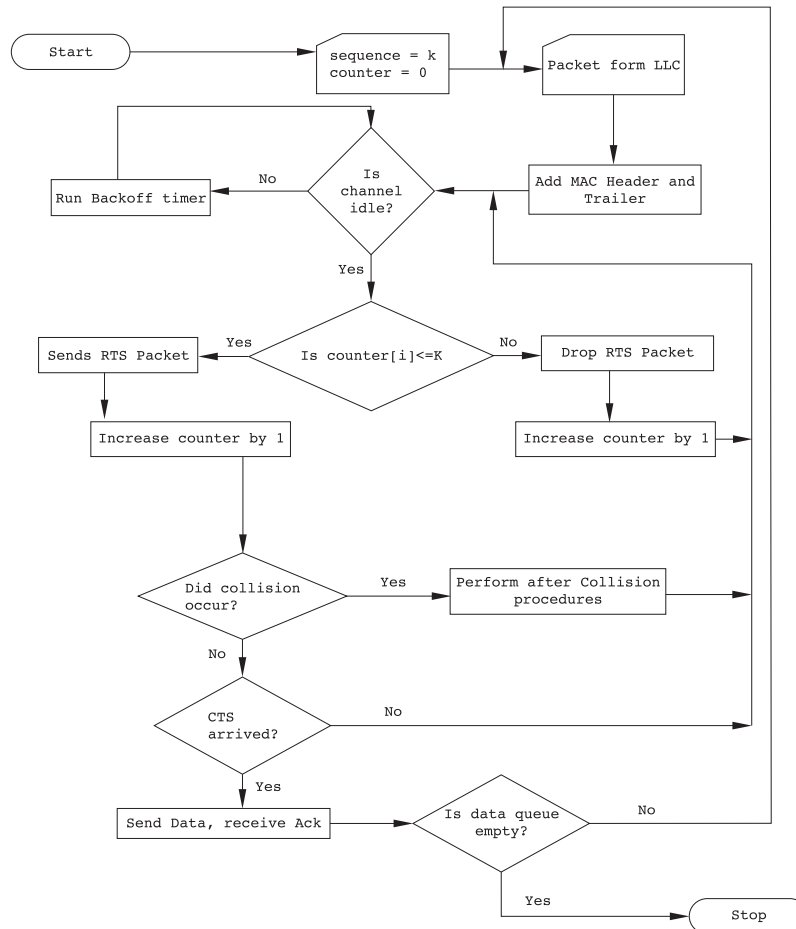 Start
sequence = k
counter = 0
Packet form LLC
Add MAC Header and
Trailer
Is
channel
idle?
No
Run Backoff timer
Yes
Is counter[i]<=K
Yes
No
Sends RTS Packet
Drop RTS Packet
Increase counter by 1
Increase counter by 1
Did collision
occur?
Yes
Perform after Collision
procedures
No
CTS
arrived?
No
Yes
Send Data, receive Ack
Is data queue
empty?
No
Yes
Stop